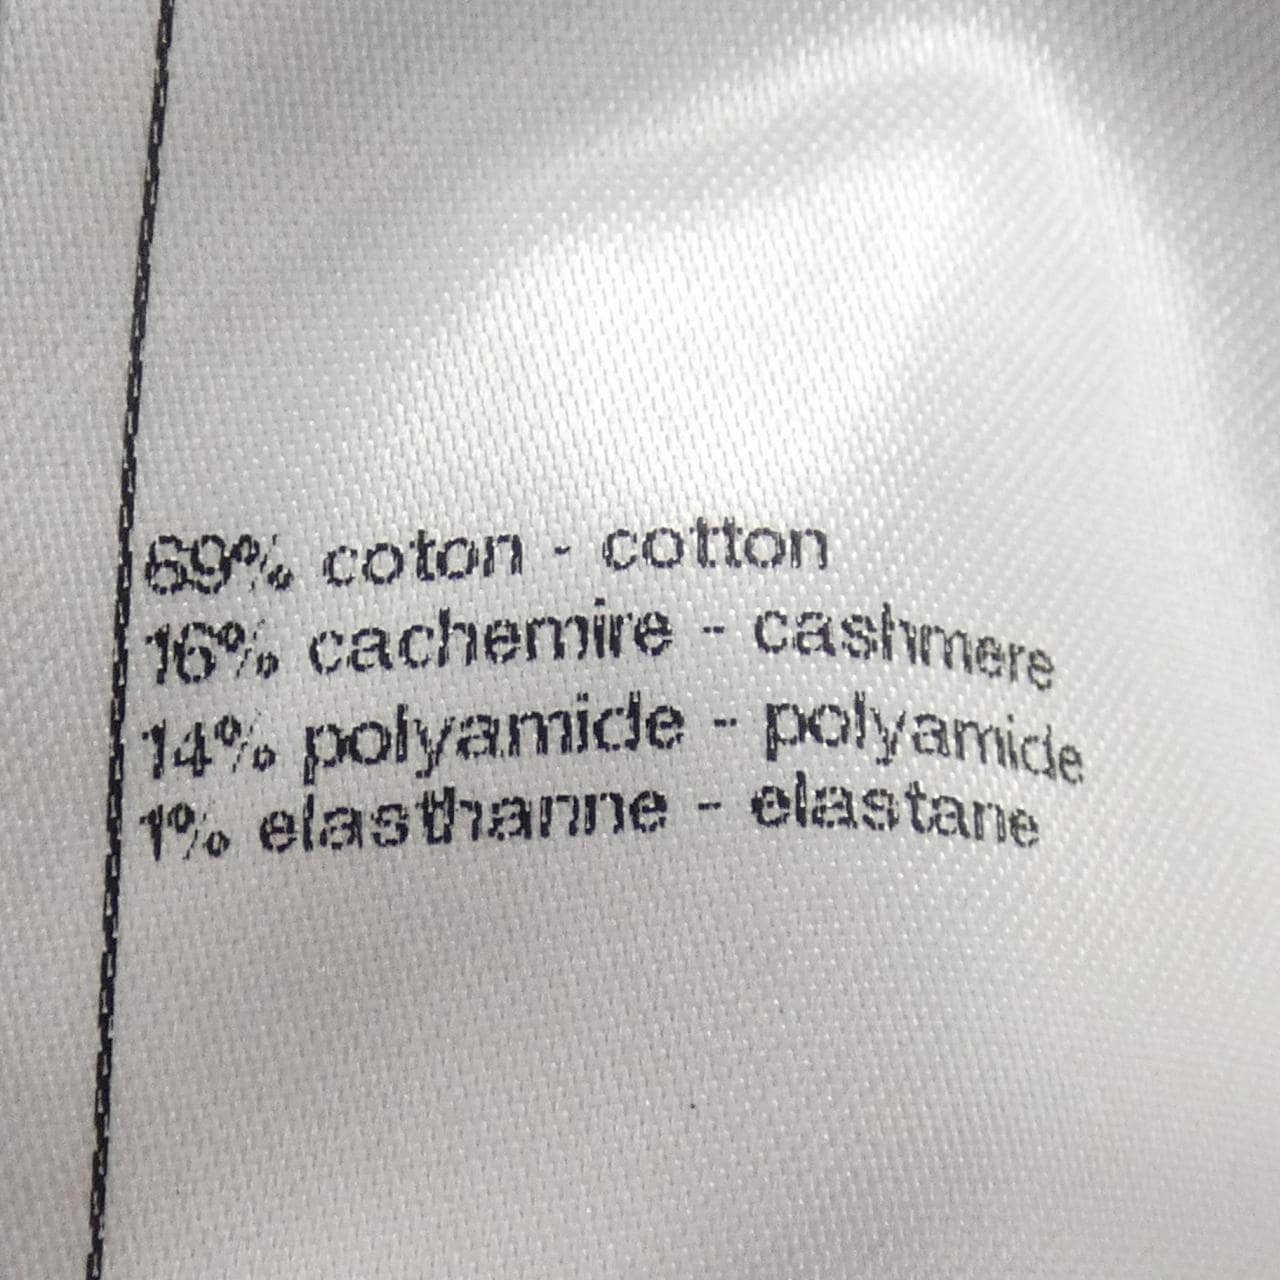 69% coton - cotton
16% cachemire - cashmere
14% polyamide - polyamide
1% elasthanne - elastane